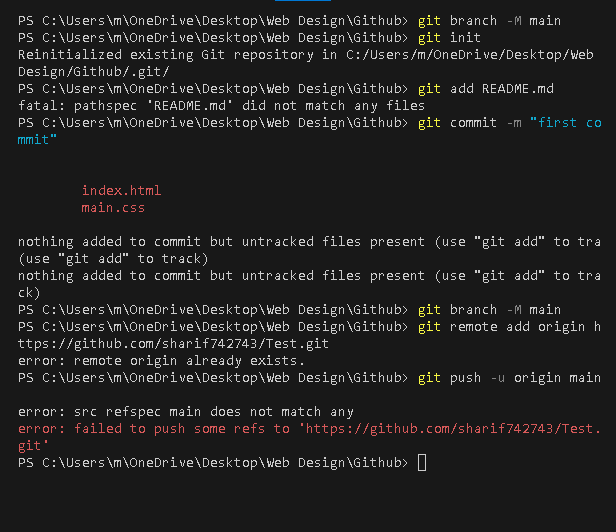 PS C:\Users\m\OneDrive\Desktop\Web Design\Github> git branch -M main
PS C:\Users\m\OneDrive\Desktop\Web Design\Github> git init
Reinitialized existing Git repository in C:/Users/m/OneDrive/Desktop/Web
Design/Github/.git/
PS C:\Users\m\OneDrive\Desktop\Web Design\Github> git add README.md
fatal: pathspec 'README.md' did not match any files
PS C:\Users\m\OneDrive\Desktop\Web Design\Github> git commit -m "first co
mmit"
index.html
main.css
nothing added to commit but untracked files present (use "git add" to tra
(use "git add" to track)
nothing added to commit but untracked files present (use "git add" to tra
ck)
PS C:\Users\m\OneDrive\Desktop\Web Design\Github> git branch -M main
PS C:\Users\m\OneDrive\Desktop\Web Design\Github> git remote add origin h
ttps://github.com/sharif742743/Test.git
error: remote origin already exists.
PS C:\Users\m\OneDrive\Desktop\Web Design\Github> git push -u origin main
error: src refspec main does not match any
error: failed to push some refs to 'https://github.com/sharif742743/Test.
git'
PS C:\Users\m\OneDrive\Desktop\Web Design\Github>